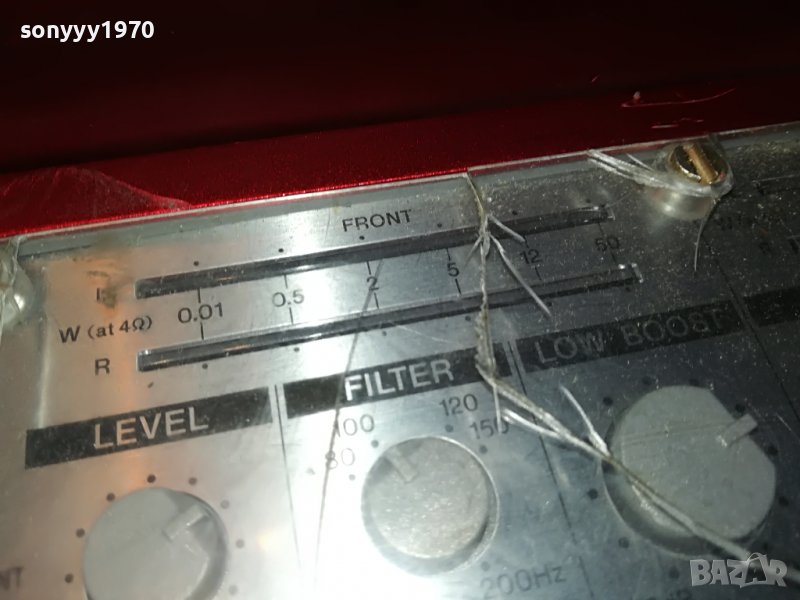 sonyyy1970
FRONT
L
0.01 0.5 2 5 12 50
W (at 4Ω)
R
LEVEL FILTER LOW BOOST
80 100 120 150
200Hz
BAZAR